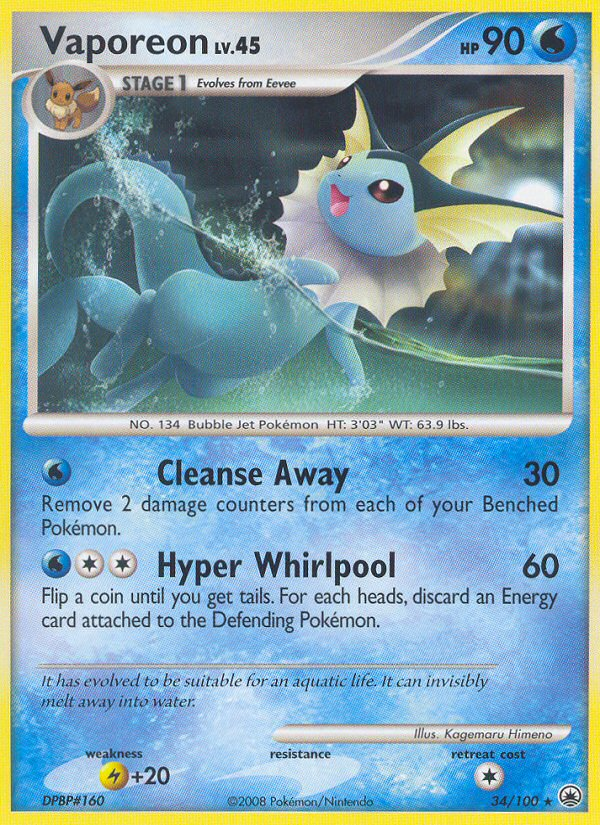 Vaporeon LV.45 HP 90
STAGE 1 Evolves from Eevee
NO. 134 Bubble Jet Pokémon HT: 3'03" WT: 63.9 lbs.
Cleanse Away 30
Remove 2 damage counters from each of your Benched
Pokémon.
Hyper Whirlpool 60
Flip a coin until you get tails. For each heads, discard an Energy
card attached to the Defending Pokémon.
It has evolved to be suitable for an aquatic life. It can invisibly
melt away into water.
Illus. Kagemaru Himeno
weakness resistance retreat cost
+20
DPBP#160 ©2008 Pokémon/Nintendo 34/100 ★